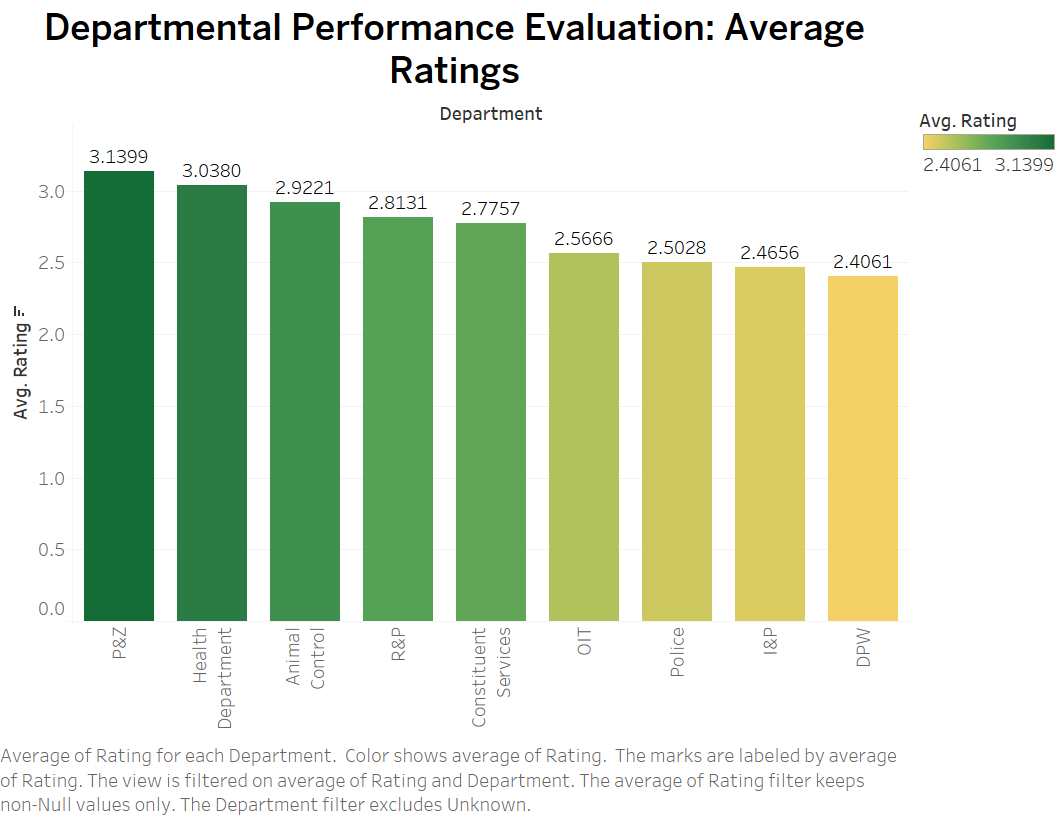 Departmental Performance Evaluation: Average
Ratings
Department
Avg. Rating
2.4061 3.1399
3.1399
3.0380
2.9221
2.8131
2.7757
2.5666
2.5028
2.4656
2.4061
Avg. Rating
3.0
2.5
2.0
1.5
1.0
0.5
0.0
P&Z
Health
Department
Animal
Control
R&P
Constituent
Services
OIT
Police
I&P
DPW
Average of Rating for each Department.  Color shows average of Rating.  The marks are labeled by average
of Rating. The view is filtered on average of Rating and Department. The average of Rating filter keeps
non-Null values only. The Department filter excludes Unknown.